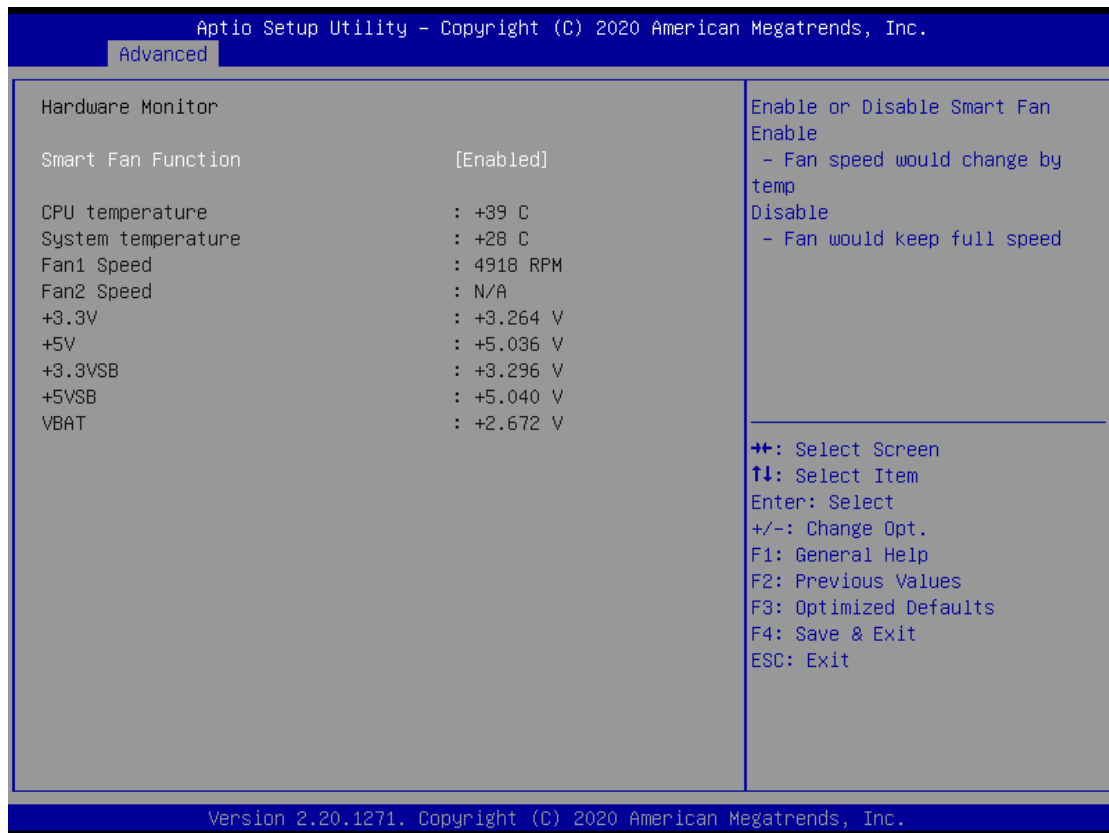 Aptio Setup Utility – Copyright (C) 2020 American Megatrends, Inc.
Advanced
Hardware Monitor
Smart Fan Function [Enabled]
CPU temperature : +39 C
System temperature : +28 C
Fan1 Speed : 4918 RPM
Fan2 Speed : N/A
+3.3V : +3.264 V
+5V : +5.036 V
+3.3VSB : +3.296 V
+5VSB : +5.040 V
VBAT : +2.672 V
Enable or Disable Smart Fan
Enable
– Fan speed would change by
temp
Disable
– Fan would keep full speed
→←: Select Screen
↑↓: Select Item
Enter: Select
+/-: Change Opt.
F1: General Help
F2: Previous Values
F3: Optimized Defaults
F4: Save & Exit
ESC: Exit
Version 2.20.1271. Copyright (C) 2020 American Megatrends, Inc.